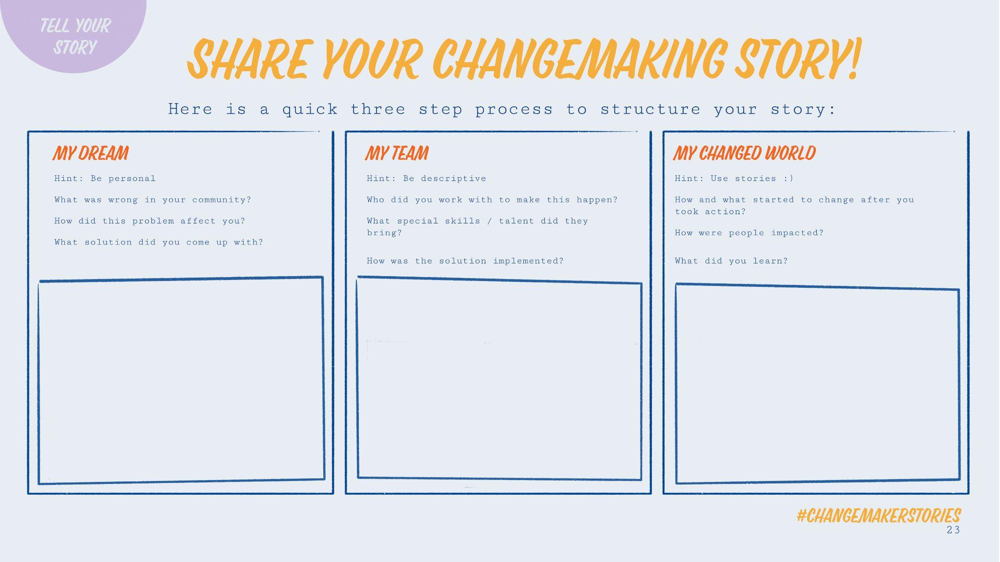 TELL YOUR
STORY
SHARE YOUR CHANGEMAKING STORY!
Here is a quick three step process to structure your story:
MY DREAM
Hint: Be personal
What was wrong in your community?
How did this problem affect you?
What solution did you come up with?
MY TEAM
Hint: Be descriptive
Who did you work with to make this happen?
What special skills / talent did they
bring?
How was the solution implemented?
MY CHANGED WORLD
Hint: Use stories :)
How and what started to change after you
took action?
How were people impacted?
What did you learn?
#CHANGEMAKERSTORIES
23